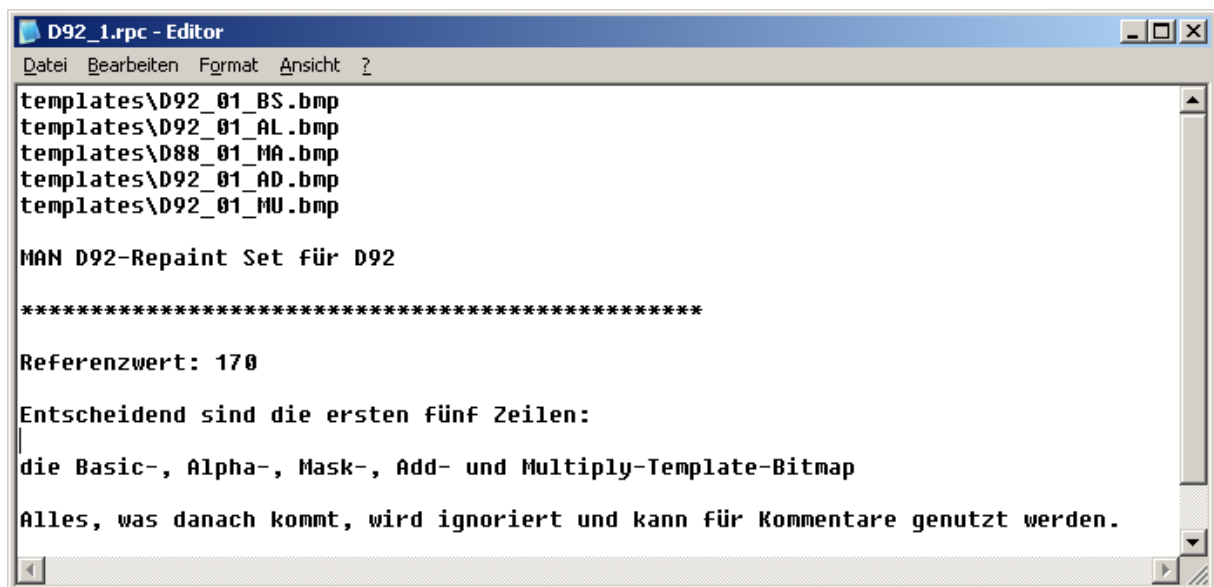 D92_1.rpc - Editor
Datei Bearbeiten Format Ansicht ?
templates\D92_01_BS.bmp
templates\D92_01_AL.bmp
templates\D88_01_MA.bmp
templates\D92_01_AD.bmp
templates\D92_01_MU.bmp
MAN D92-Repaint Set für D92
*************************************************
Referenzwert: 170
Entscheidend sind die ersten fünf Zeilen:
die Basic-, Alpha-, Mask-, Add- und Multiply-Template-Bitmap
Alles, was danach kommt, wird ignoriert und kann für Kommentare genutzt werden.